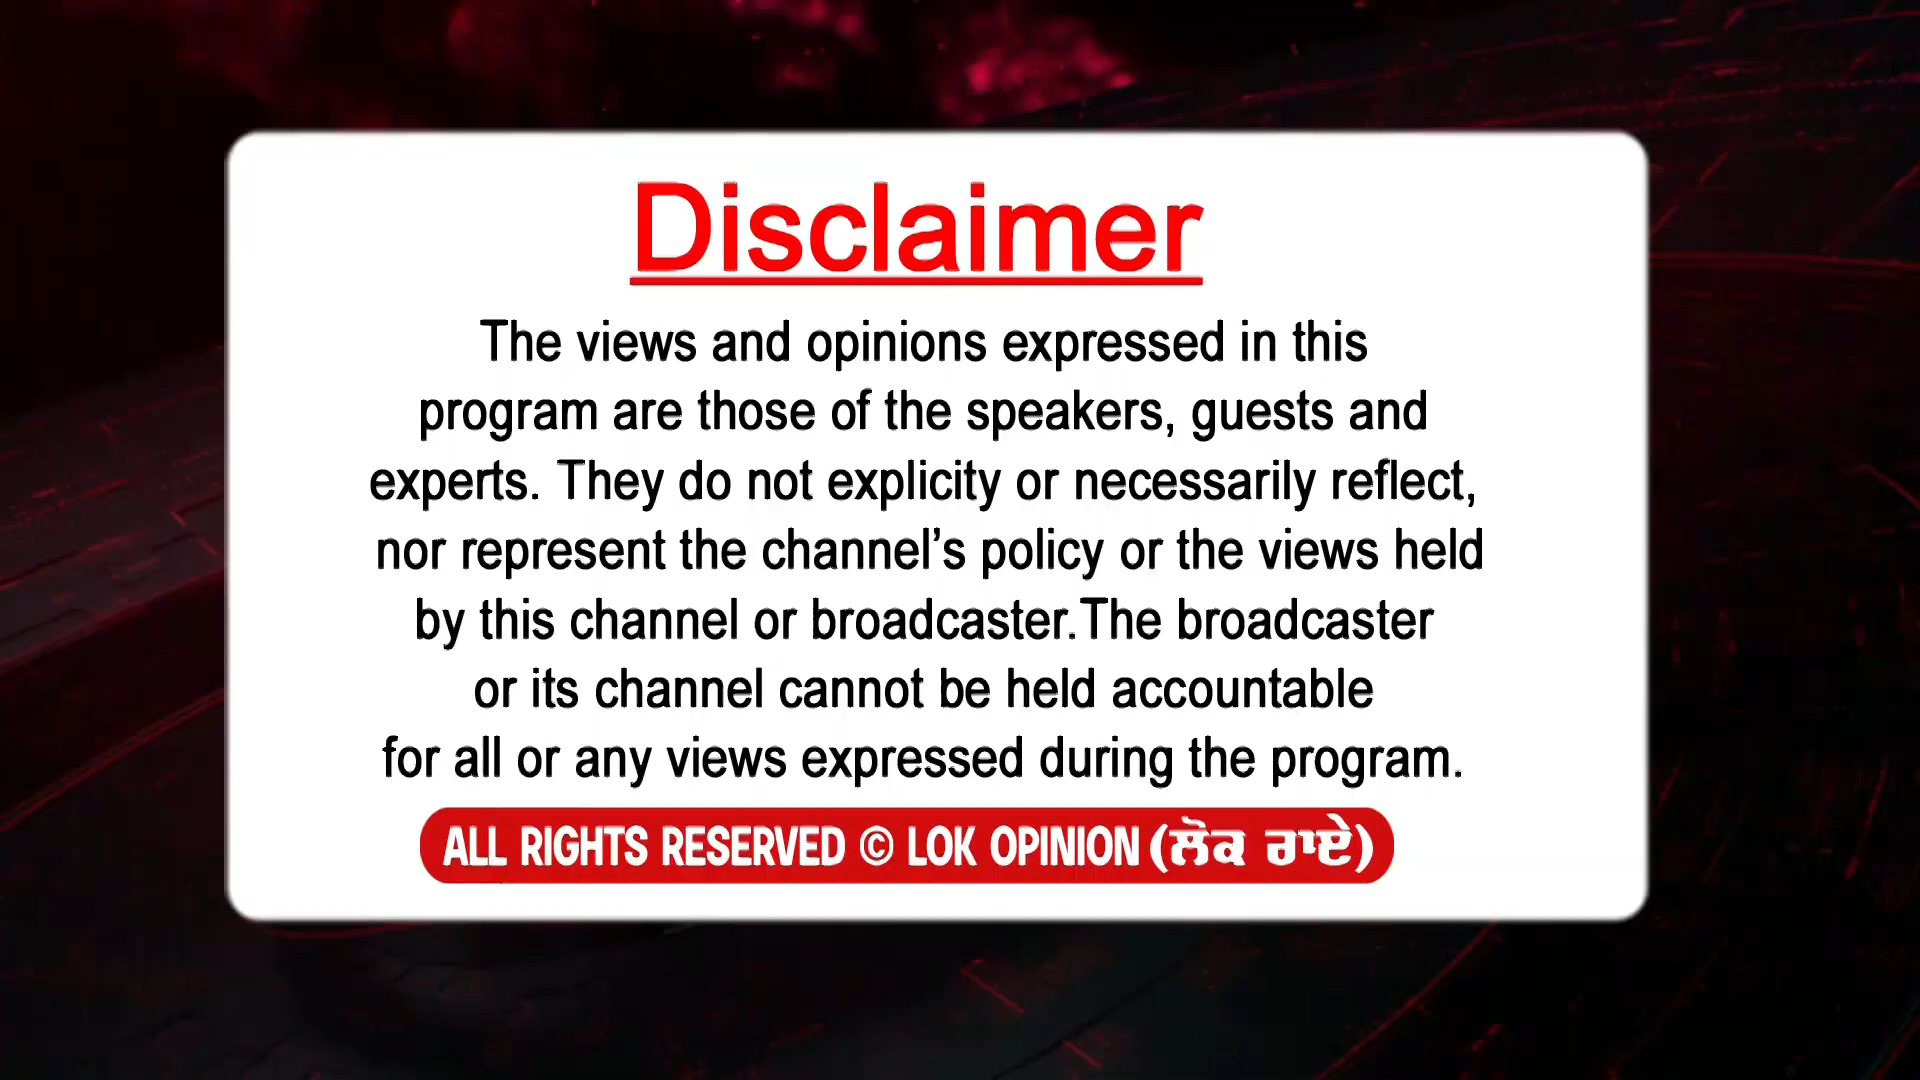 Disclaimer
The views and opinions expressed in this
program are those of the speakers, guests and
experts. They do not explicity or necessarily reflect,
nor represent the channel’s policy or the views held
by this channel or broadcaster.The broadcaster
or its channel cannot be held accountable
for all or any views expressed during the program.
ALL RIGHTS RESERVED © LOK OPINION (ਲੋਕ ਰਾਏ)